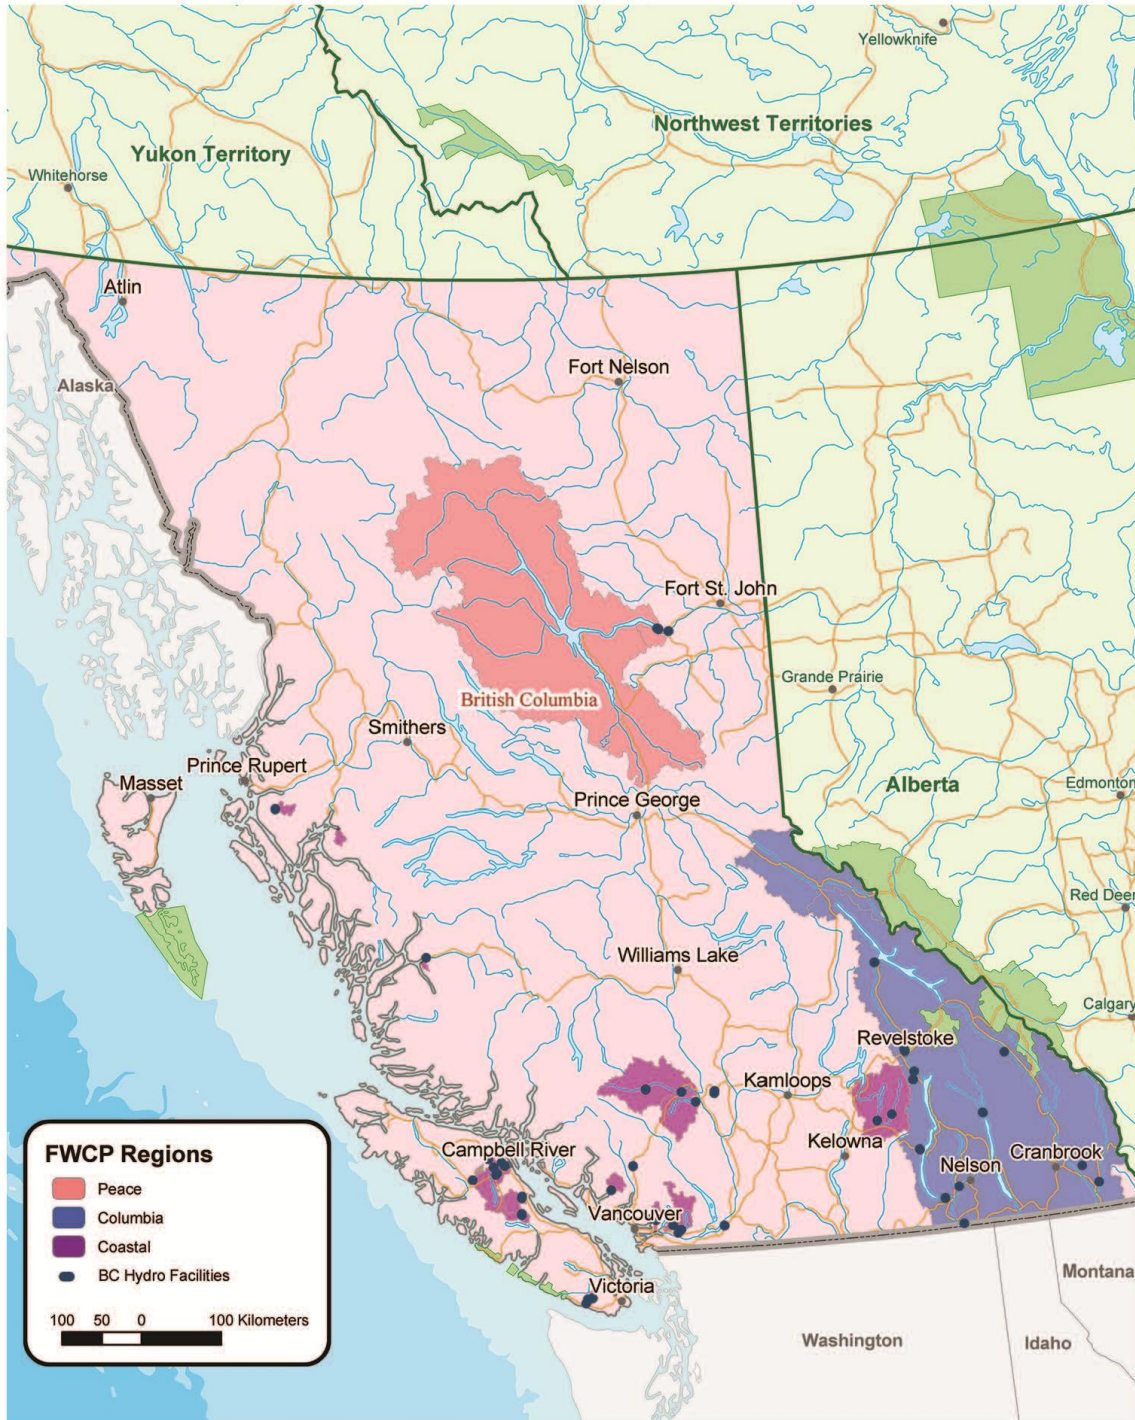 Yellowknife
Northwest Territories
Yukon Territory
Whitehorse
Atlin
Fort Nelson
Alaska
Fort St. John
Grande Prairie
British Columbia
Smithers
Prince Rupert
Masset
Alberta
Edmonton
Prince George
Red Deer
Williams Lake
Calgary
Revelstoke
Kamloops
Campbell River
Kelowna
Cranbrook
Nelson
Vancouver
Victoria
Montana
Washington
Idaho
FWCP Regions
Peace
Columbia
Coastal
BC Hydro Facilities
100 50 0 100 Kilometers